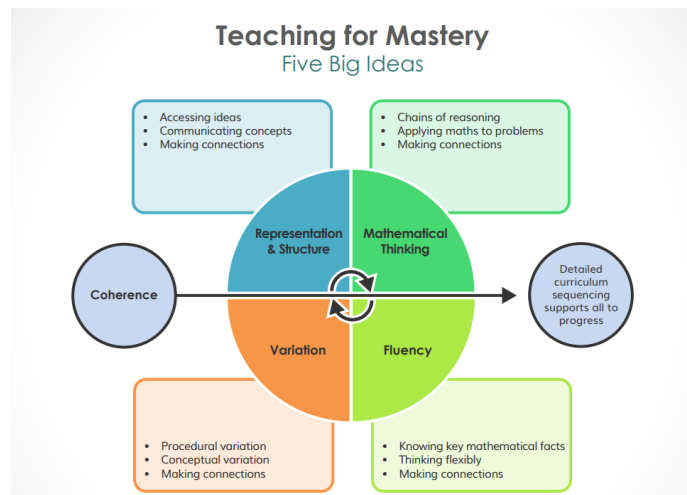 Teaching for Mastery
Five Big Ideas
• Accessing ideas
• Communicating concepts
• Making connections
• Chains of reasoning
• Applying maths to problems
• Making connections
Representation
& Structure
Mathematical
Thinking
Coherence
Detailed
curriculum
sequencing
supports all to
progress
Variation
Fluency
• Procedural variation
• Conceptual variation
• Making connections
• Knowing key mathematical facts
• Thinking flexibly
• Making connections